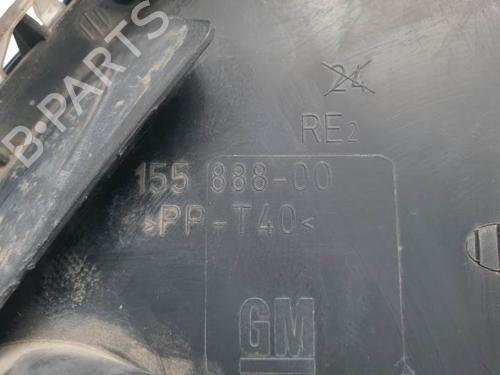 B-PARTS
24
RE2
155 888-00
>PP-T40<
GM